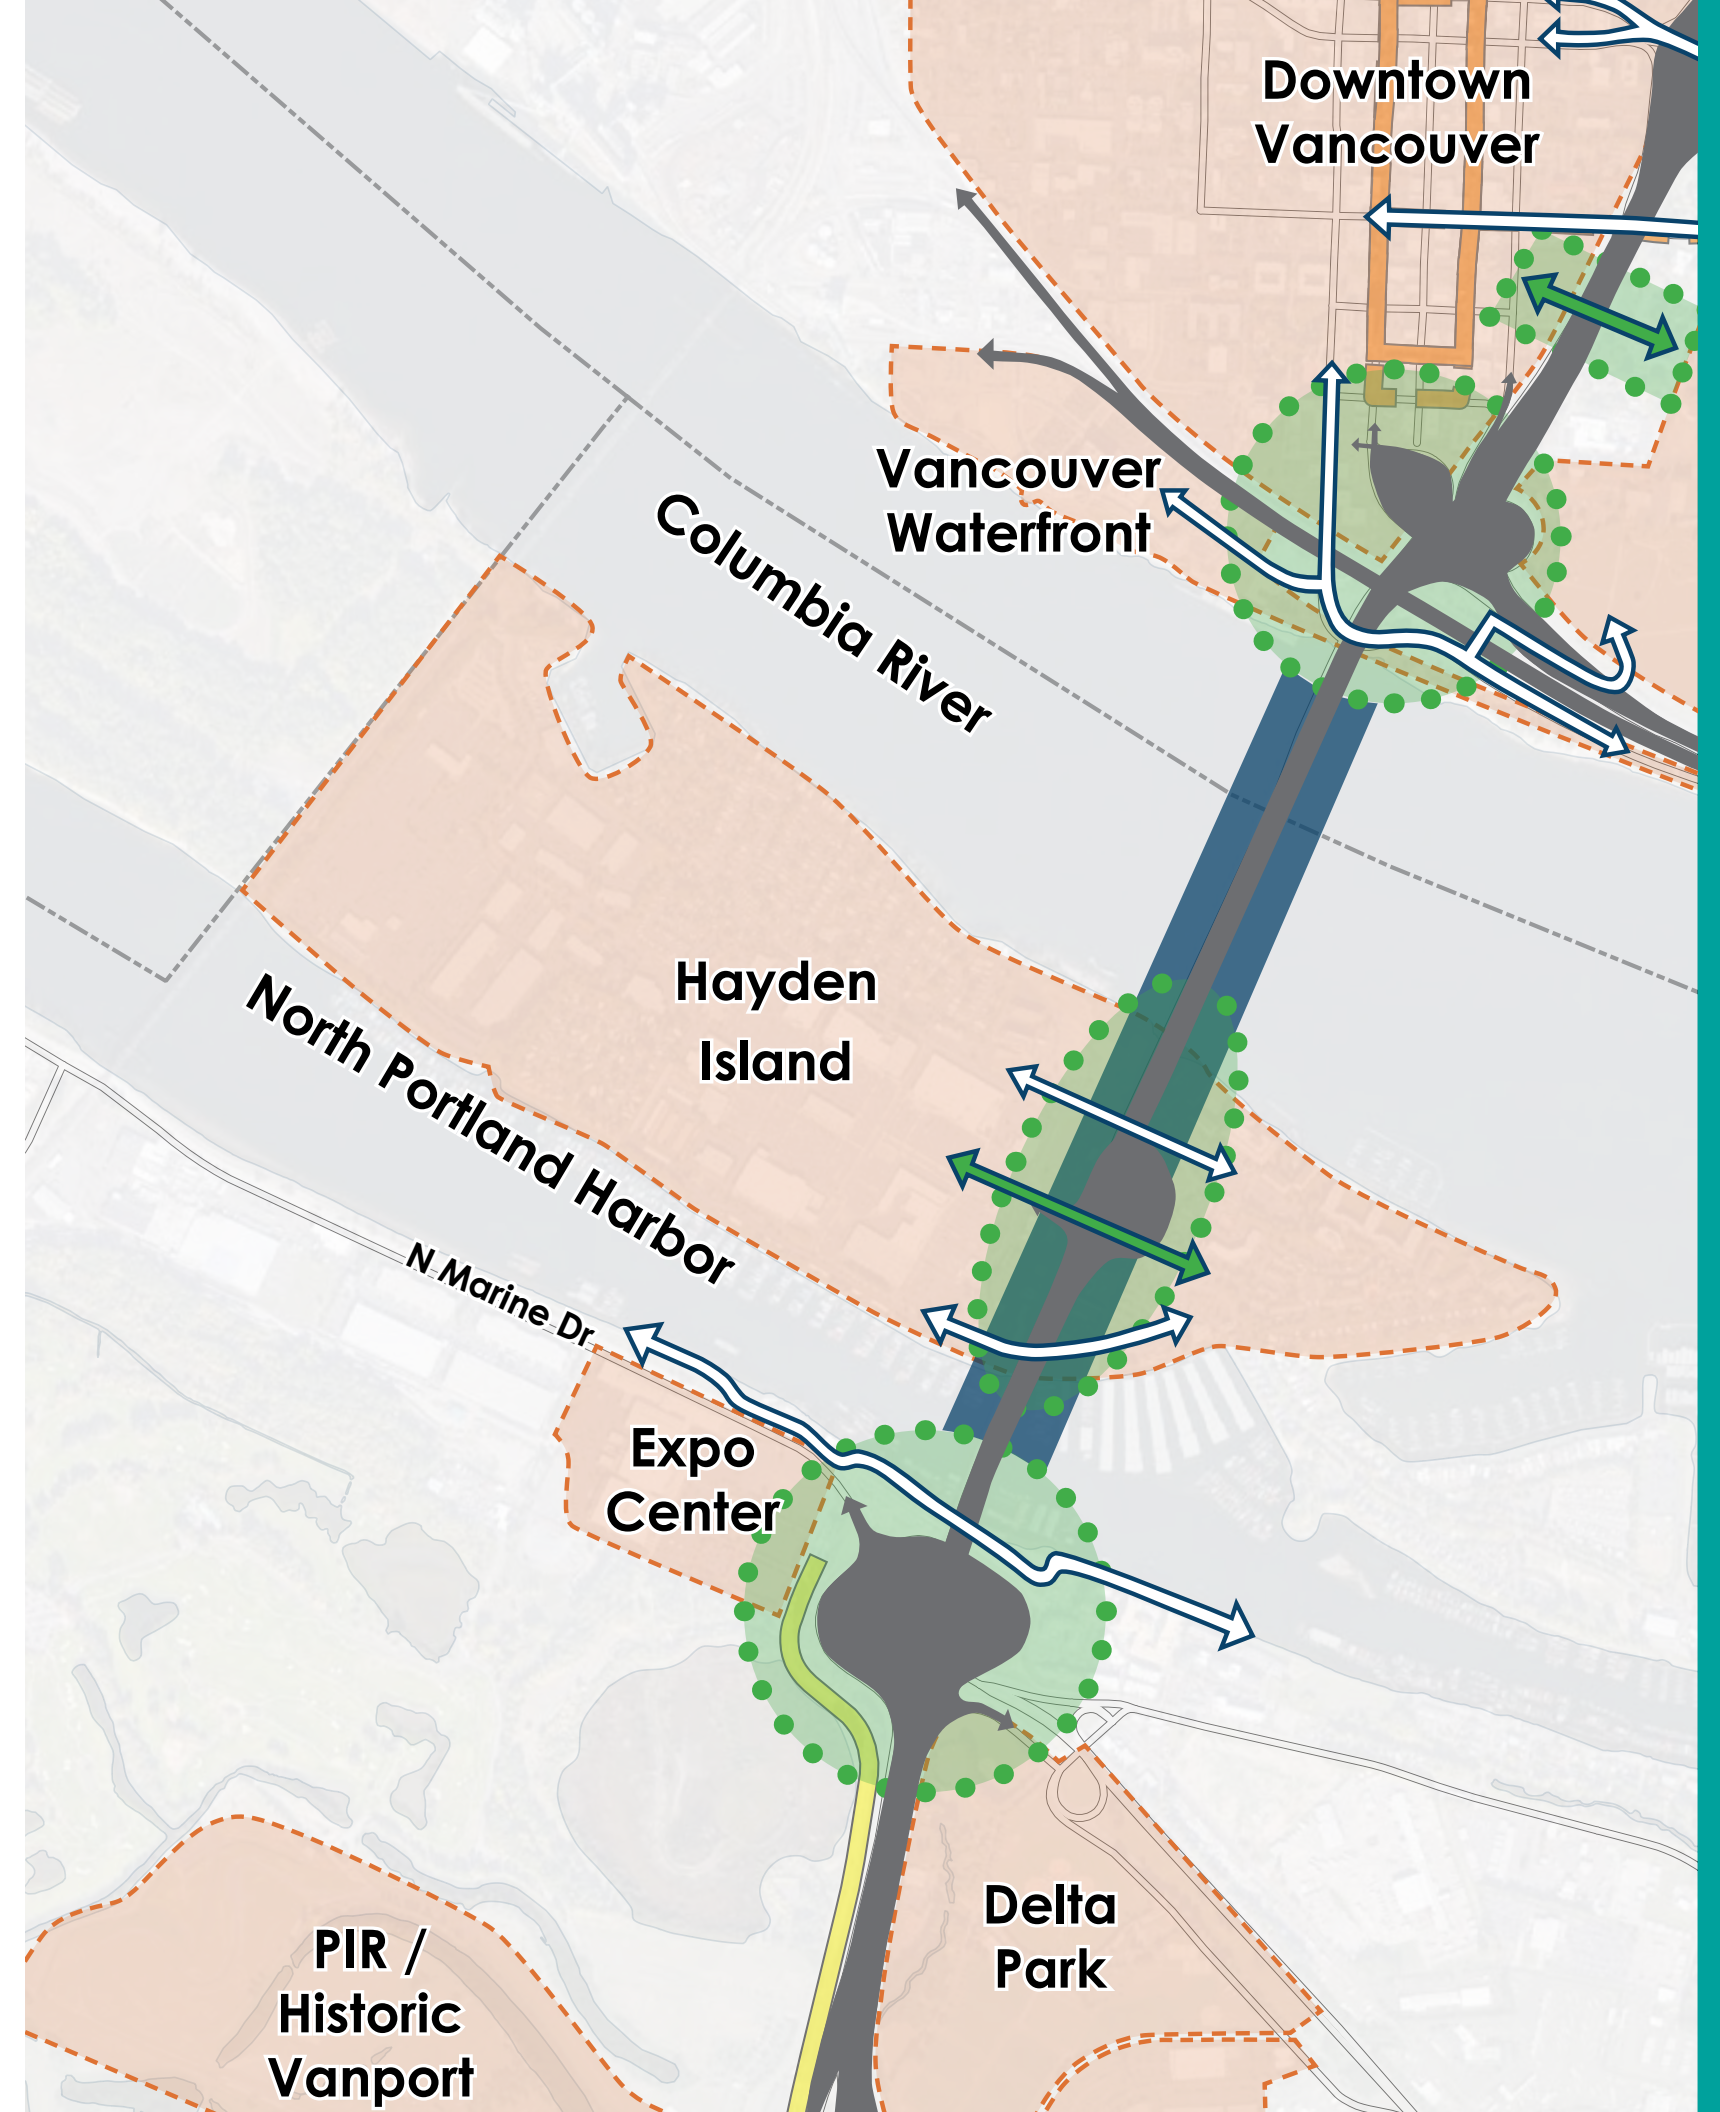 Downtown
Vancouver
Vancouver
Waterfront
Columbia River
Hayden
Island
North Portland Harbor
N Marine Dr
Expo
Center
Delta
Park
PIR /
Historic
Vanport